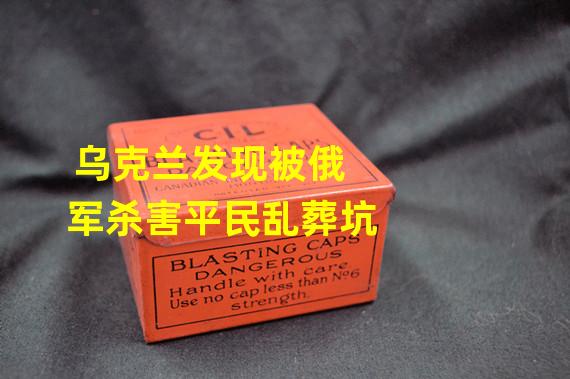 CIL
乌克兰发现被俄
军杀害平民乱葬坑
BLASTING CAPS
DANGEROUS
Handle with care
Use no cap less than Nº6
strength.